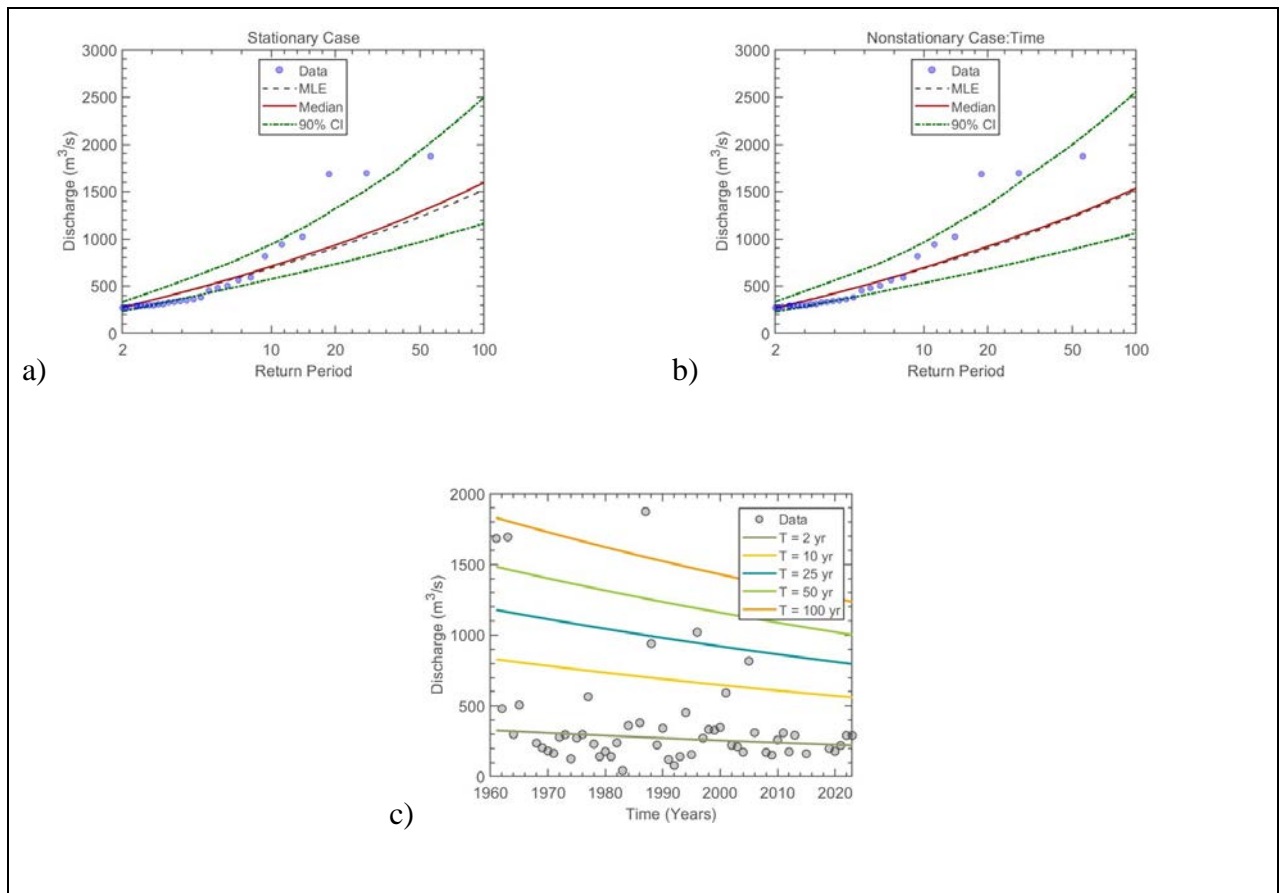 Stationary Case
3000
2500
2000
1500
1000
500
0
Discharge (m³/s)
Data
MLE
Median
90% CI
2
10
20
50
100
Return Period
a)
Nonstationary Case:Time
3000
2500
2000
1500
1000
500
0
Discharge (m³/s)
Data
MLE
Median
90% CI
2
10
20
50
100
Return Period
b)
2000
1500
1000
500
0
Discharge (m³/s)
Data
T = 2 yr
T = 10 yr
T = 25 yr
T = 50 yr
T = 100 yr
1960 1970 1980 1990 2000 2010 2020
Time (Years)
c)